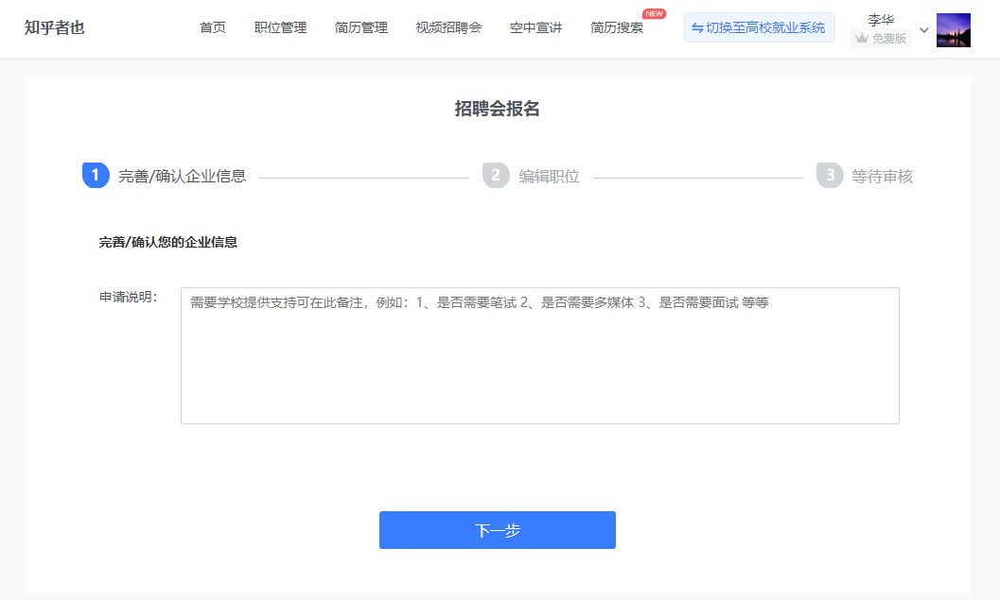 知乎者也
首页 职位管理 简历管理 视频招聘会 空中宣讲 简历搜索 NEW
切换至高校就业系统
李华
免费版
招聘会报名
1 完善/确认企业信息 2 编辑职位 3 等待审核
完善/确认您的企业信息
申请说明:
需要学校提供支持可在此备注，例如：1、是否需要笔试 2、是否需要多媒体 3、是否需要面试 等等
下一步